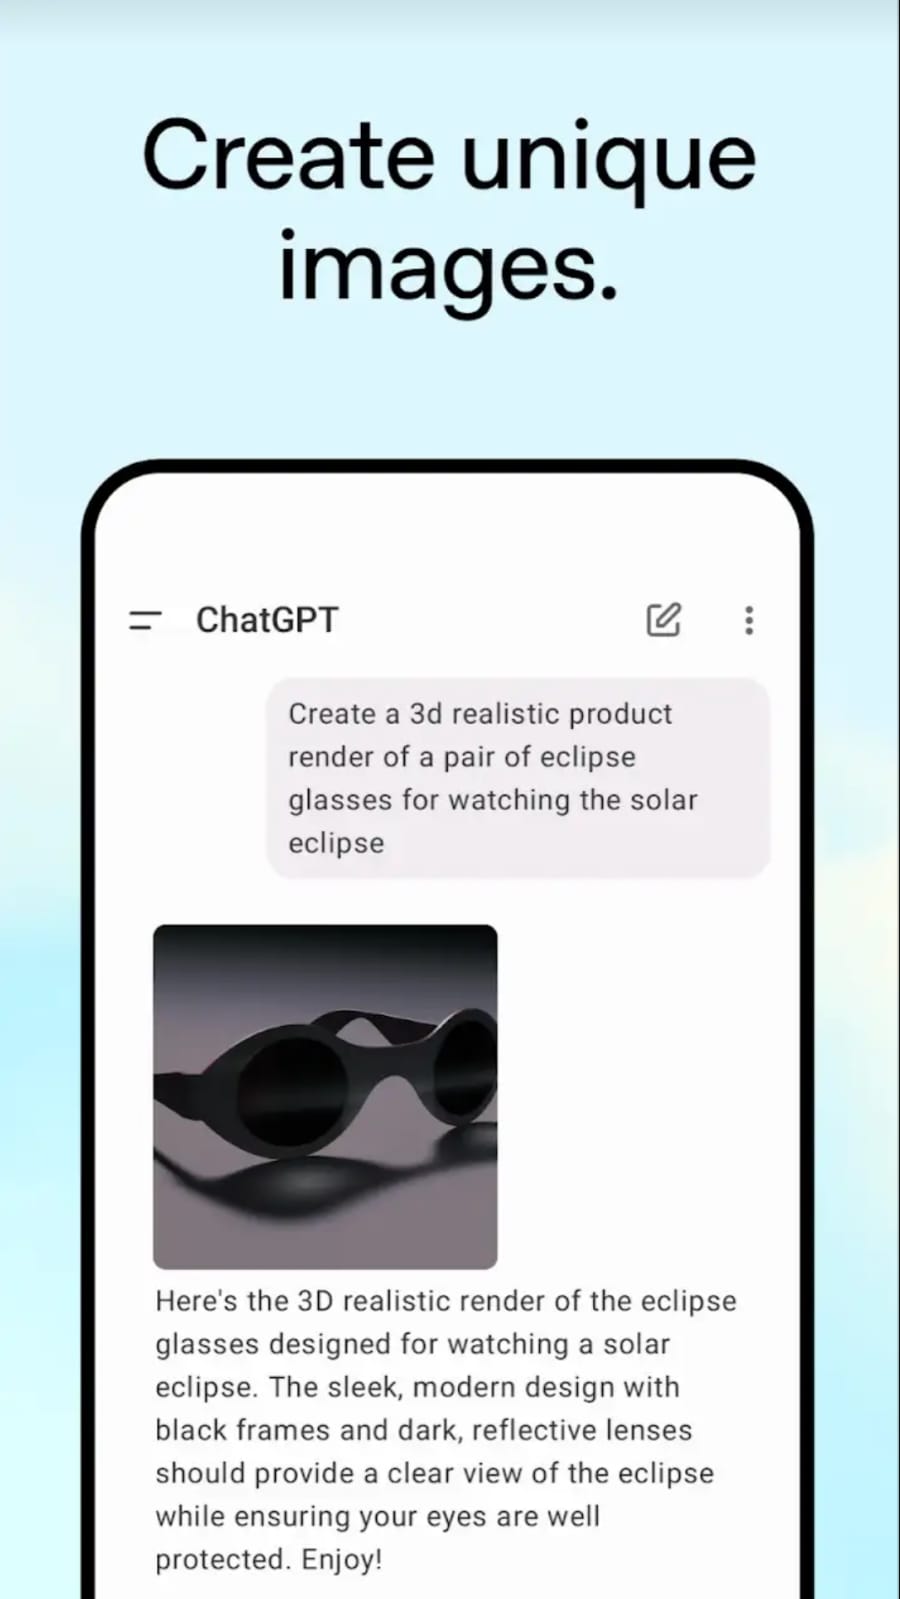 Create unique
images.
ChatGPT
Create a 3d realistic product
render of a pair of eclipse
glasses for watching the solar
eclipse
Here's the 3D realistic render of the eclipse
glasses designed for watching a solar
eclipse. The sleek, modern design with
black frames and dark, reflective lenses
should provide a clear view of the eclipse
while ensuring your eyes are well
protected. Enjoy!